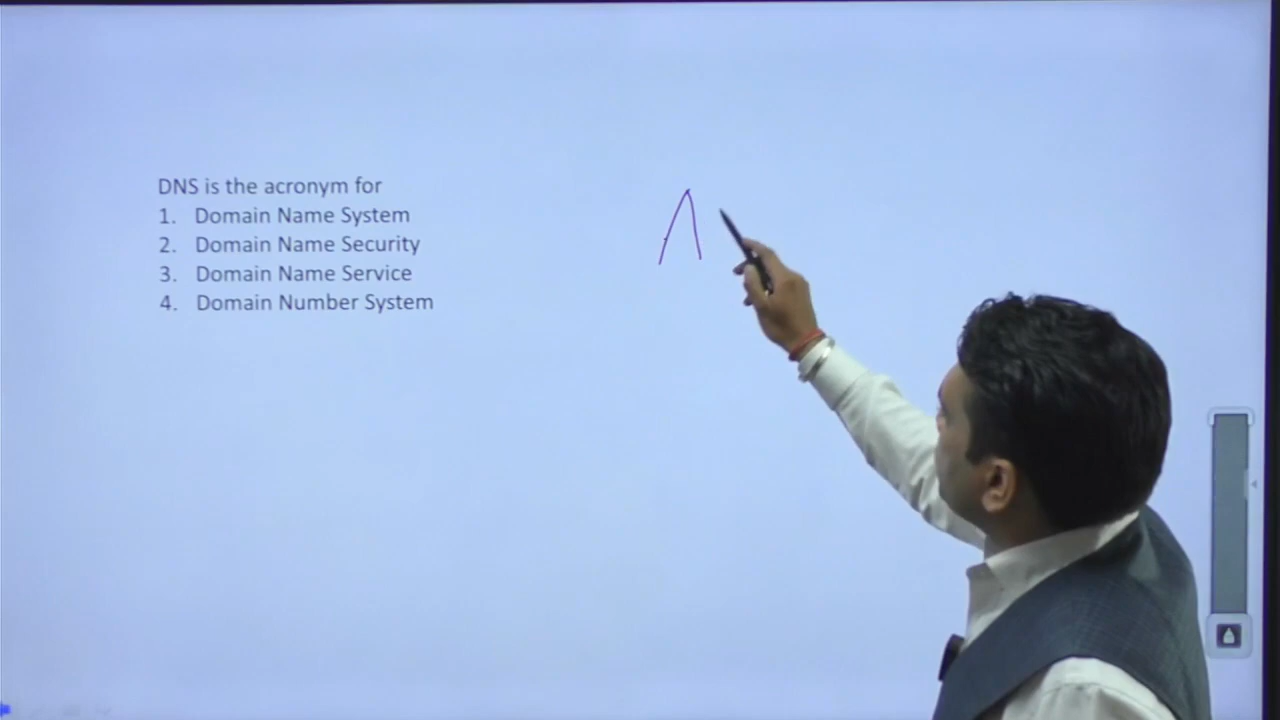 DNS is the acronym for
1. Domain Name System
2. Domain Name Security
3. Domain Name Service
4. Domain Number System